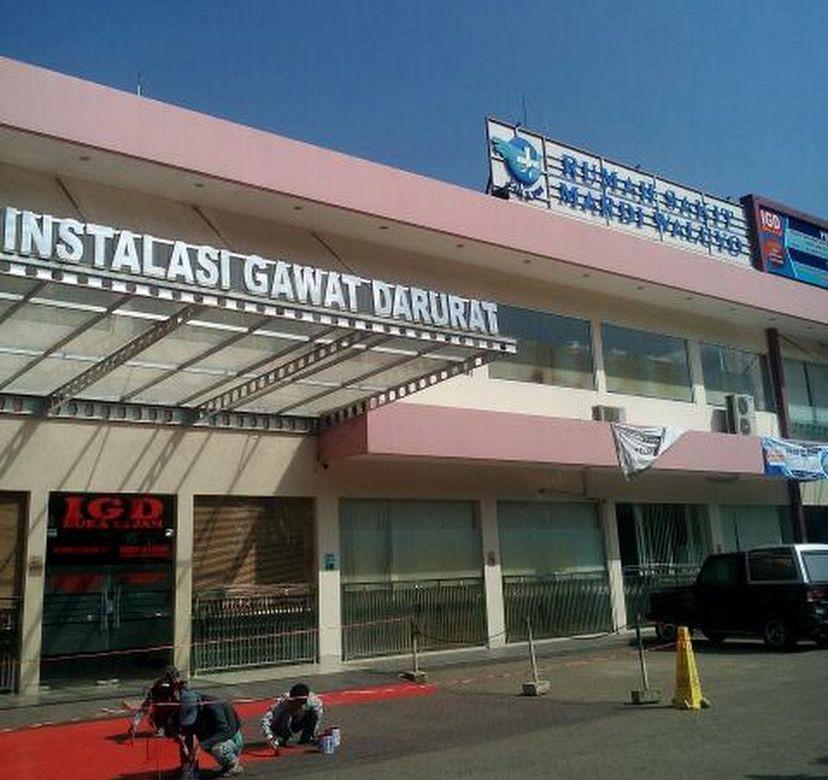 RUMAH SAKIT
MARDI WALUYO
IGD
INSTALASI GAWAT DARURAT
IGD
BUKA 24 JAM